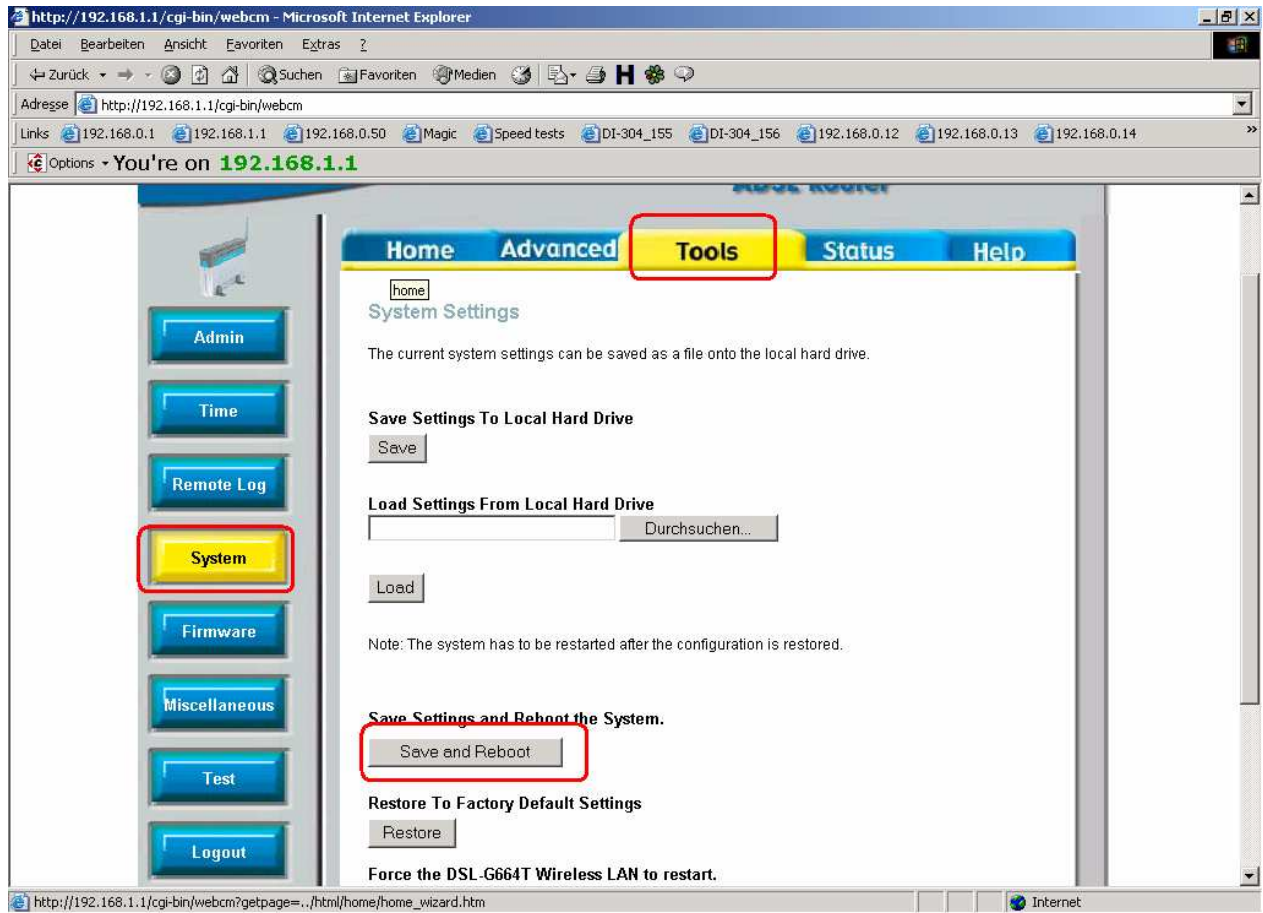 http://192.168.1.1/cgi-bin/webcm - Microsoft Internet Explorer
Datei Bearbeiten Ansicht Favoriten Extras ?
Zurück Suchen Favoriten Medien
Adresse http://192.168.1.1/cgi-bin/webcm
Links 192.168.0.1 192.168.1.1 192.168.0.50 Magic Speed tests DI-304_155 DI-304_156 192.168.0.12 192.168.0.13 192.168.0.14 »
Options You're on 192.168.1.1
ADSL Router
Home Advanced Tools Status Help
home
System Settings
Admin
The current system settings can be saved as a file onto the local hard drive.
Time
Save Settings To Local Hard Drive
Save
Remote Log
Load Settings From Local Hard Drive
Durchsuchen...
System
Load
Firmware
Note: The system has to be restarted after the configuration is restored.
Miscellaneous
Save Settings and Reboot the System.
Save and Reboot
Test
Restore To Factory Default Settings
Restore
Logout
Force the DSL-G664T Wireless LAN to restart.
http://192.168.1.1/cgi-bin/webcm?getpage=../html/home/home_wizard.htm Internet